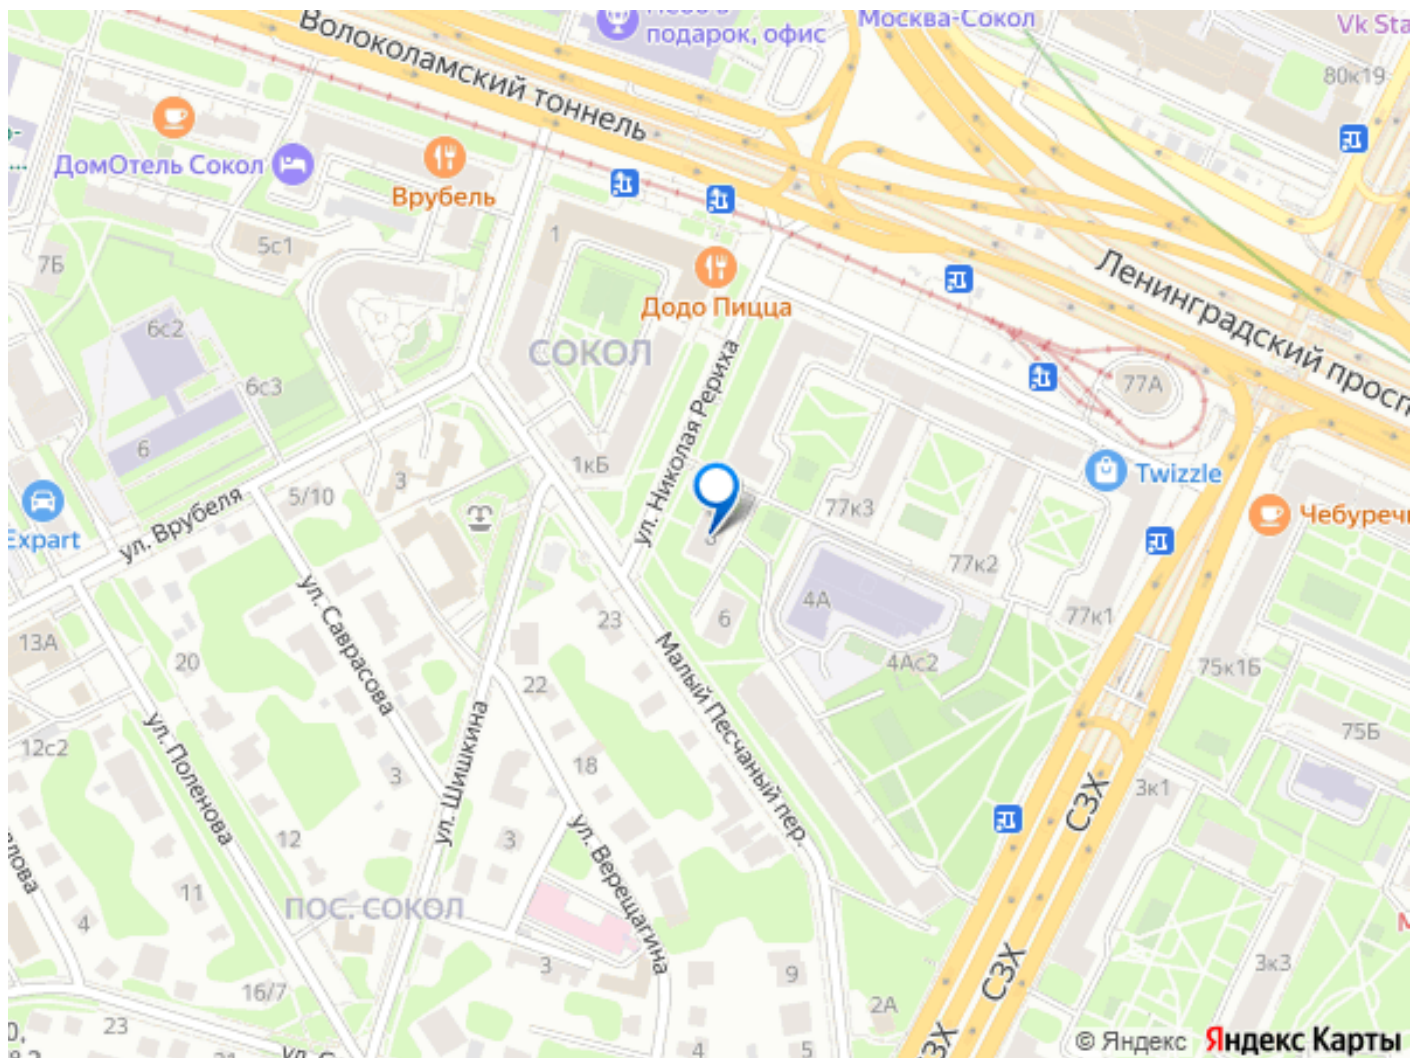 подарок, офис
Москва-Сокол
Vk Sta
80к19
Волоколамский тоннель
ДомОтель Сокол
Врубель
5с1
7Б
1
Додо Пицца
Ленинградский просп
6с2
СОКОЛ
6с3
77А
ул. Николая Рериха
6
1кБ
3
5/10
Twizzle
77к3
Чебуречн
Expart
ул. Врубеля
77к2
4А
6
23
77к1
13А
20
ул. Саврасова
Малый Песчаный пер.
4Ас2
75к1Б
22
12с2
ул. Поленова
ул. Шишкина
75Б
3
18
3к1
СЗХ
12
3
ул. Верещагина
лова
11
4
ПОС. СОКОЛ
СЗХ
3
9
3к3
16/7
2А
23
4
5
© Яндекс Яндекс Карты